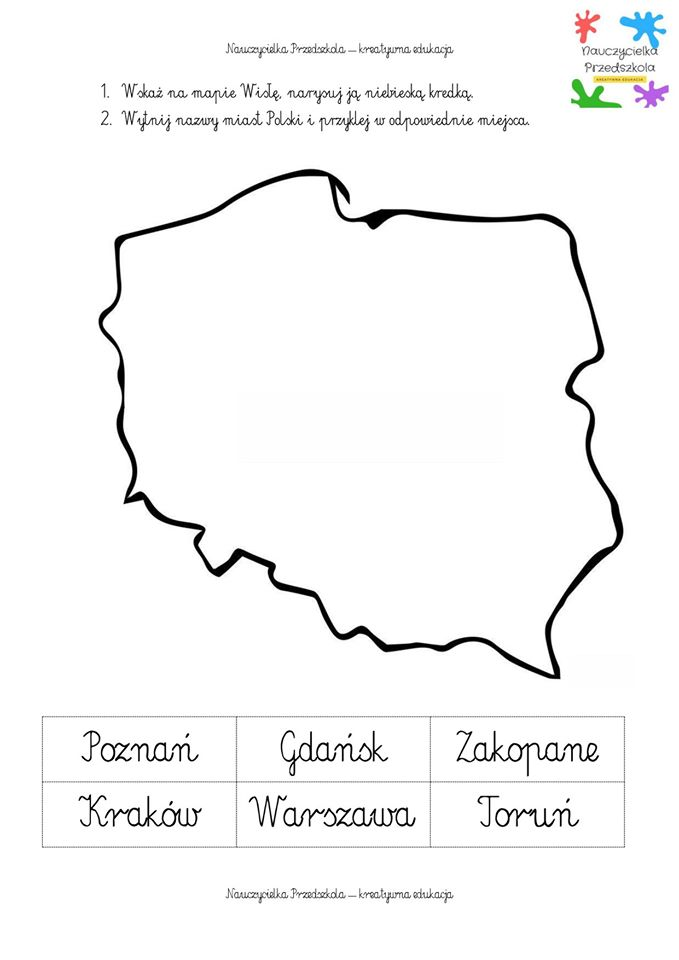 Nauczycielka Przedszkola – kreatywna edukacja
Nauczycielka
Przedszkola
KREATYWNA EDUKACJA
1. Wskaż na mapie Wisłę, narysuj ją niebieską kredką.
2. Wytnij nazwy miast Polski i przyklej w odpowiednie miejsca.
Poznań Gdańsk Zakopane
Kraków Warszawa Toruń
Nauczycielka Przedszkola – kreatywna edukacja